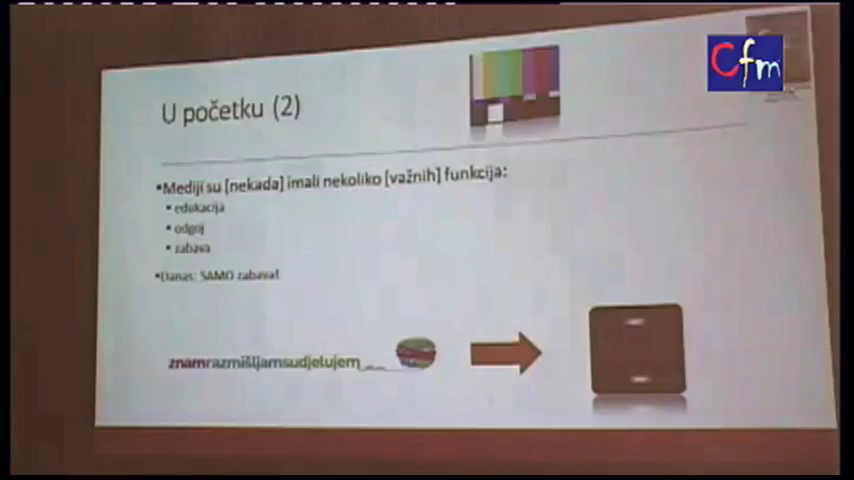 Cfm
U početku (2)
▪Mediji su [nekada] imali nekoliko [važnih] funkcija:
▪ edukacija
▪ odgoj
▪ zabava
▪Danas: SAMO zabava!
znamrazmišljamsudjelujem